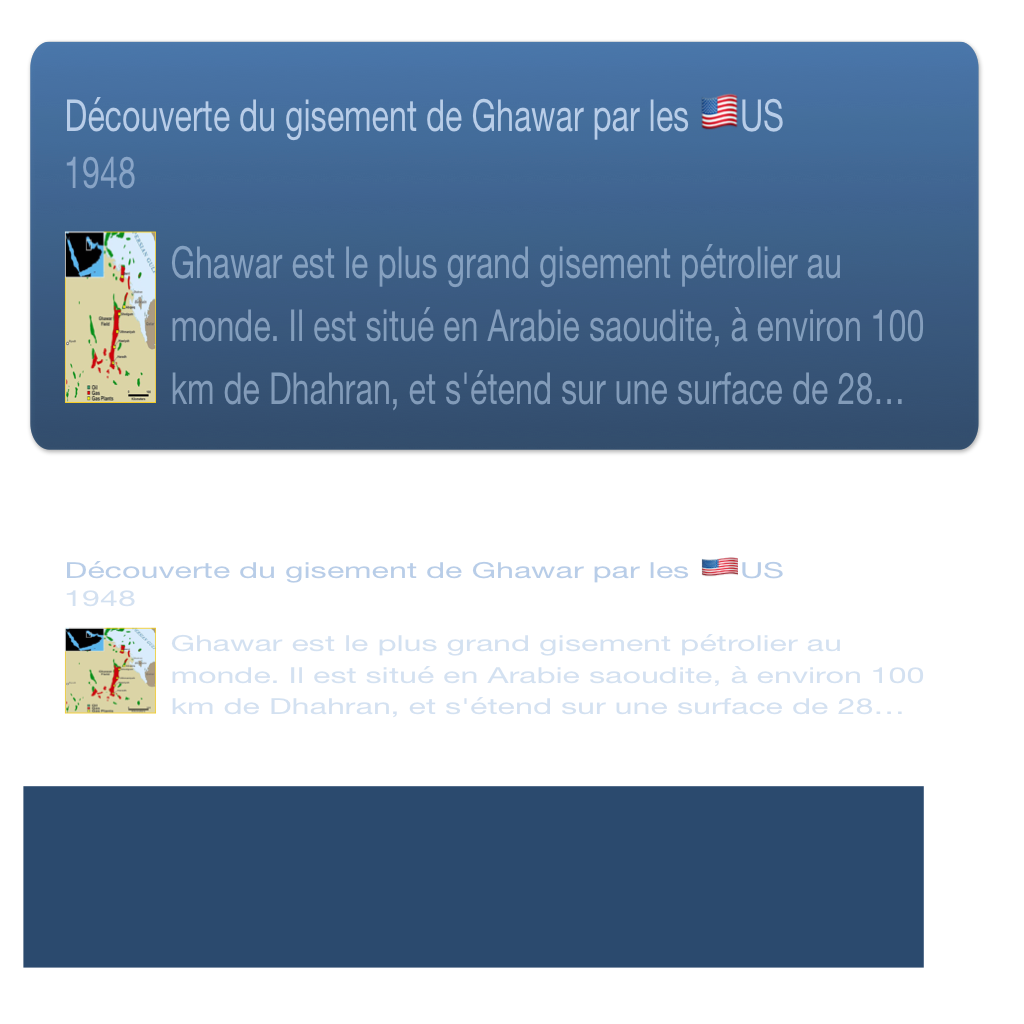 Découverte du gisement de Ghawar par les 🇺🇸US
1948
Ghawar est le plus grand gisement pétrolier au
monde. Il est situé en Arabie saoudite, à environ 100
km de Dhahran, et s'étend sur une surface de 28…
Découverte du gisement de Ghawar par les 🇺🇸US
1948
Ghawar est le plus grand gisement pétrolier au
monde. Il est situé en Arabie saoudite, à environ 100
km de Dhahran, et s'étend sur une surface de 28…